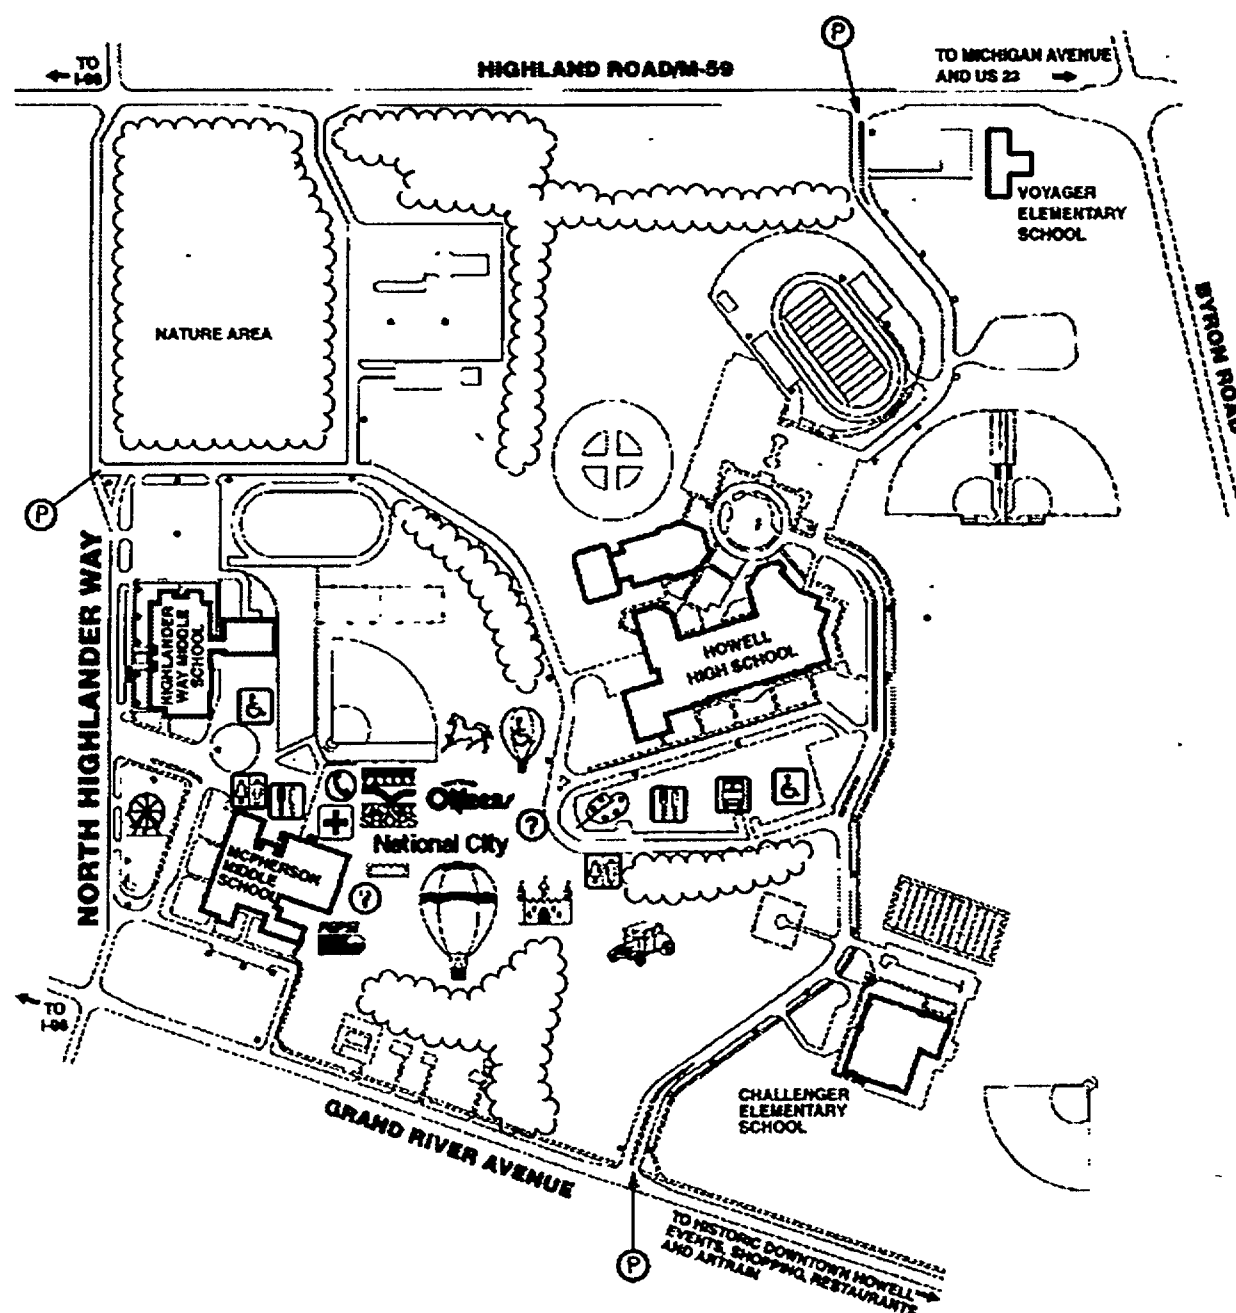 P
TO
I-96
HIGHLAND ROAD/M-59
TO MICHIGAN AVENUE
AND US 23
VOYAGER
ELEMENTARY
SCHOOL
NATURE AREA
BYRON ROAD
P
NORTH HIGHLANDER WAY
HIGHLANDER
WAY MIDDLE
SCHOOL
HOWELL
HIGH SCHOOL
National City
?
MCPHERSON
MIDDLE
SCHOOL
?
PEPSI
SHOPS
TO
I-96
GRAND RIVER AVENUE
CHALLENGER
ELEMENTARY
SCHOOL
P
TO HISTORIC DOWNTOWN HOWELL
EVENTS, SHOPPING, RESTAURANTS
AND ARTRAIN